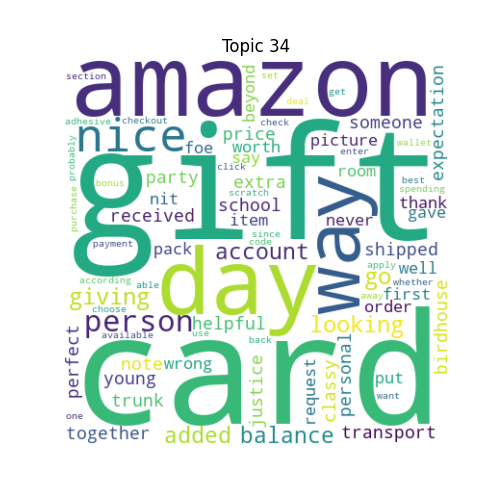 Topic 34
section
amazon
set
get
deal
beyond
adhesive
checkout
check
someone
expectation
nice
foe
price
worth
picture
enter
wallet
purchase
probably
gift
say
click
bonus
party
extra
room
best
spending
nit
school
scratch
never
thank
received
item
way
gave
payment
pack
account
since
code
shipped
well
according
able
day
go
apply
whether
choose
giving
away
first
person
helpful
looking
order
birdhouse
available
use
back
want
perfect
card
note
wrong
justice
request
classy
personal
put
young
trunk
one
together
added
balance
transport